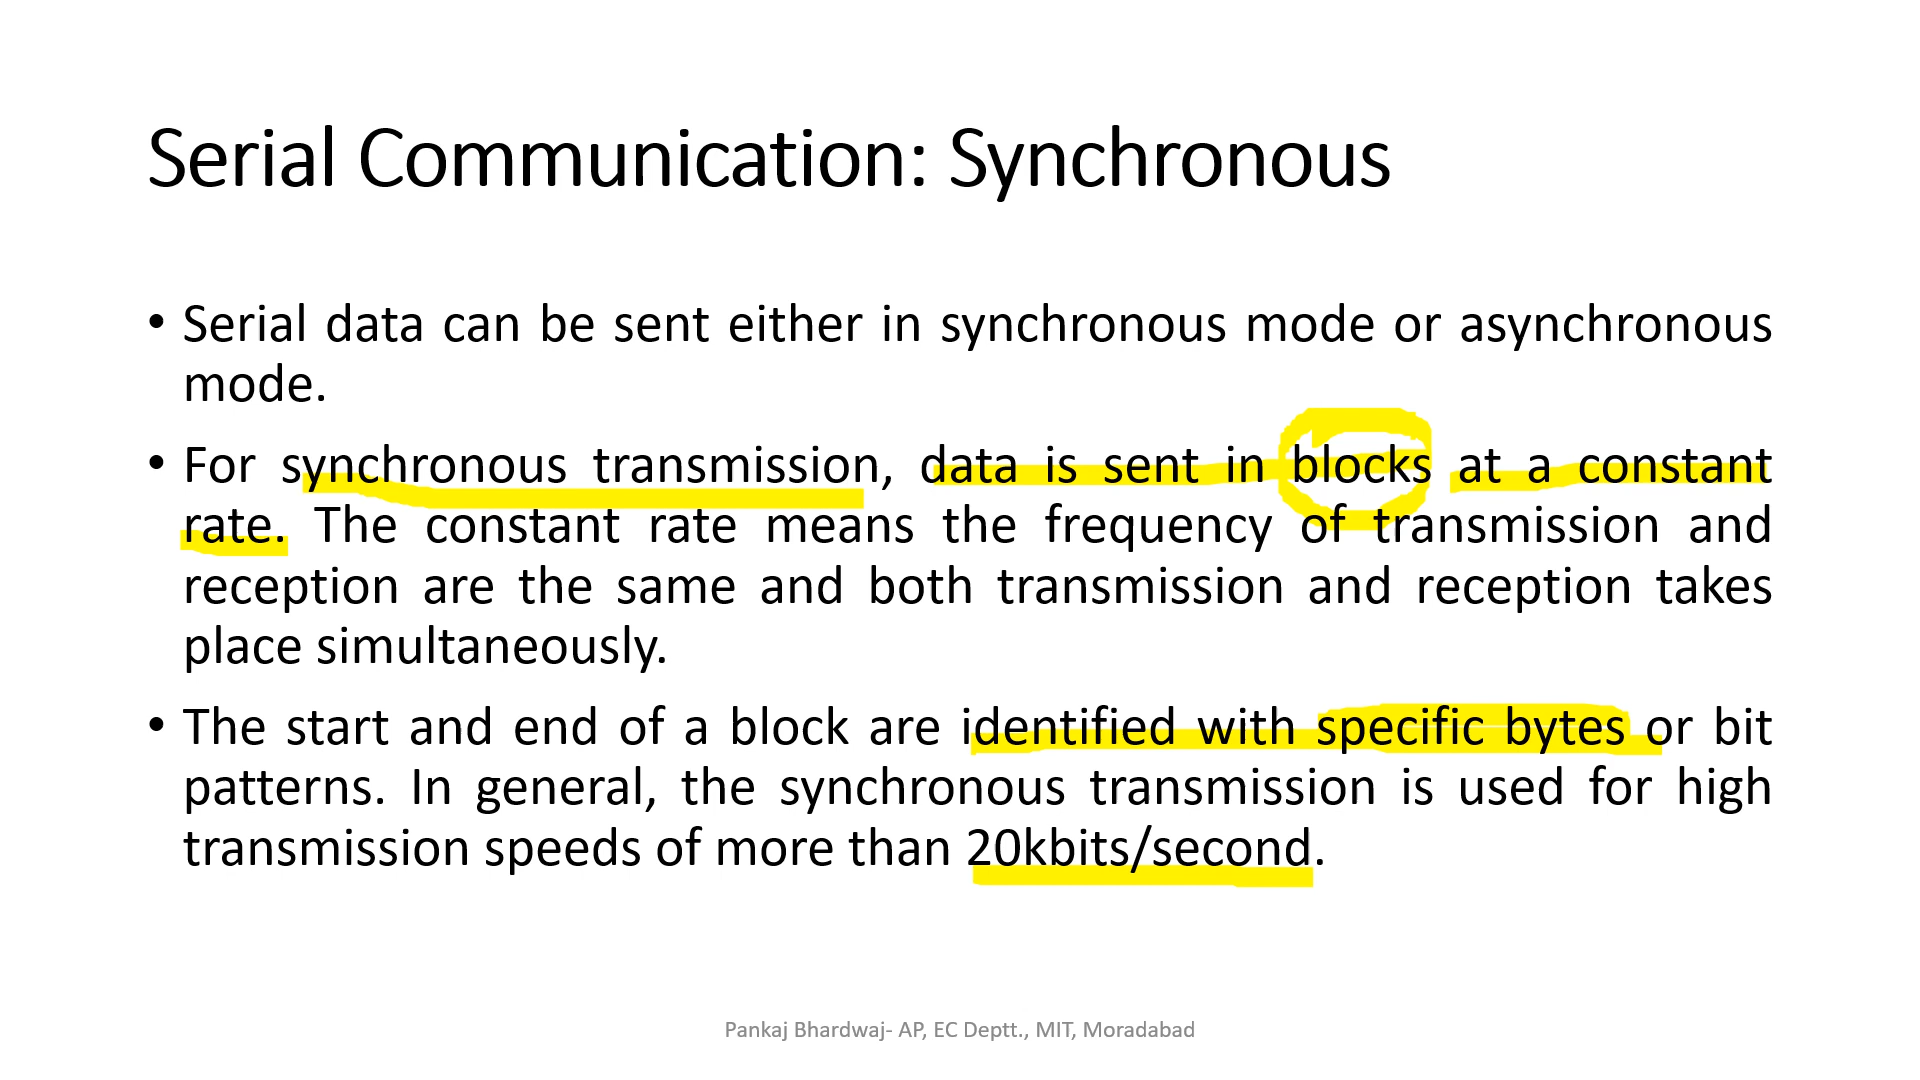 Serial Communication: Synchronous
• Serial data can be sent either in synchronous mode or asynchronous
mode.
• For synchronous transmission, data is sent in blocks at a constant
rate. The constant rate means the frequency of transmission and
reception are the same and both transmission and reception takes
place simultaneously.
• The start and end of a block are identified with specific bytes or bit
patterns. In general, the synchronous transmission is used for high
transmission speeds of more than 20kbits/second.
Pankaj Bhardwaj- AP, EC Deptt., MIT, Moradabad